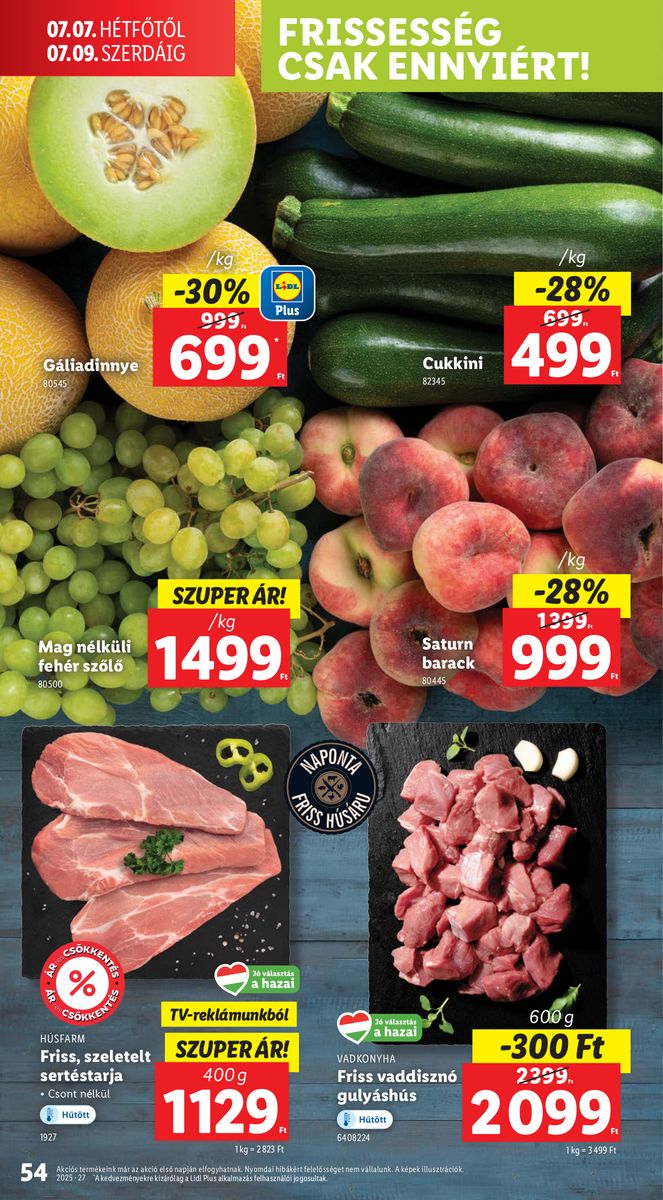 07.07. HÉTFŐTŐL
07.09. SZERDÁIG
FRISSESSÉG
CSAK ENNYIÉRT!
/kg
-30%
LIDL
Plus
999 Ft
699*
Ft
Gáliadinnye
80545
/kg
-28%
699 Ft
499
Ft
Cukkini
82345
SZUPER ÁR!
/kg
1499
Ft
Mag nélküli
fehér szőlő
80500
/kg
-28%
1399 Ft
999
Ft
Saturn
barack
80445
NAPONTA
FRISS HÚSÁRU
ÁRCSÖKKENTÉS
%
ÁRCSÖKKENTÉS
Jó választás
a hazai
TV-reklámunkból
SZUPER ÁR!
400 g
1129
Ft
1 kg = 2 823 Ft
HÚSFARM
Friss, szeletelt
sertéstarja
• Csont nélkül
Hűtött
1927
Jó választás
a hazai
600 g
-300 Ft
2399 Ft
2 099
Ft
1 kg = 3 499 Ft
VADKONYHA
Friss vaddisznó
gulyáshús
Hűtött
6408224
54
Akciós termékeink már az akció első napján elfogyhatnak. Nyomdai hibákért felelősséget nem vállalunk. A képek illusztrációk.
2025 · 27 *A kedvezményekre kizárólag a Lidl Plus alkalmazás felhasználói jogosultak.